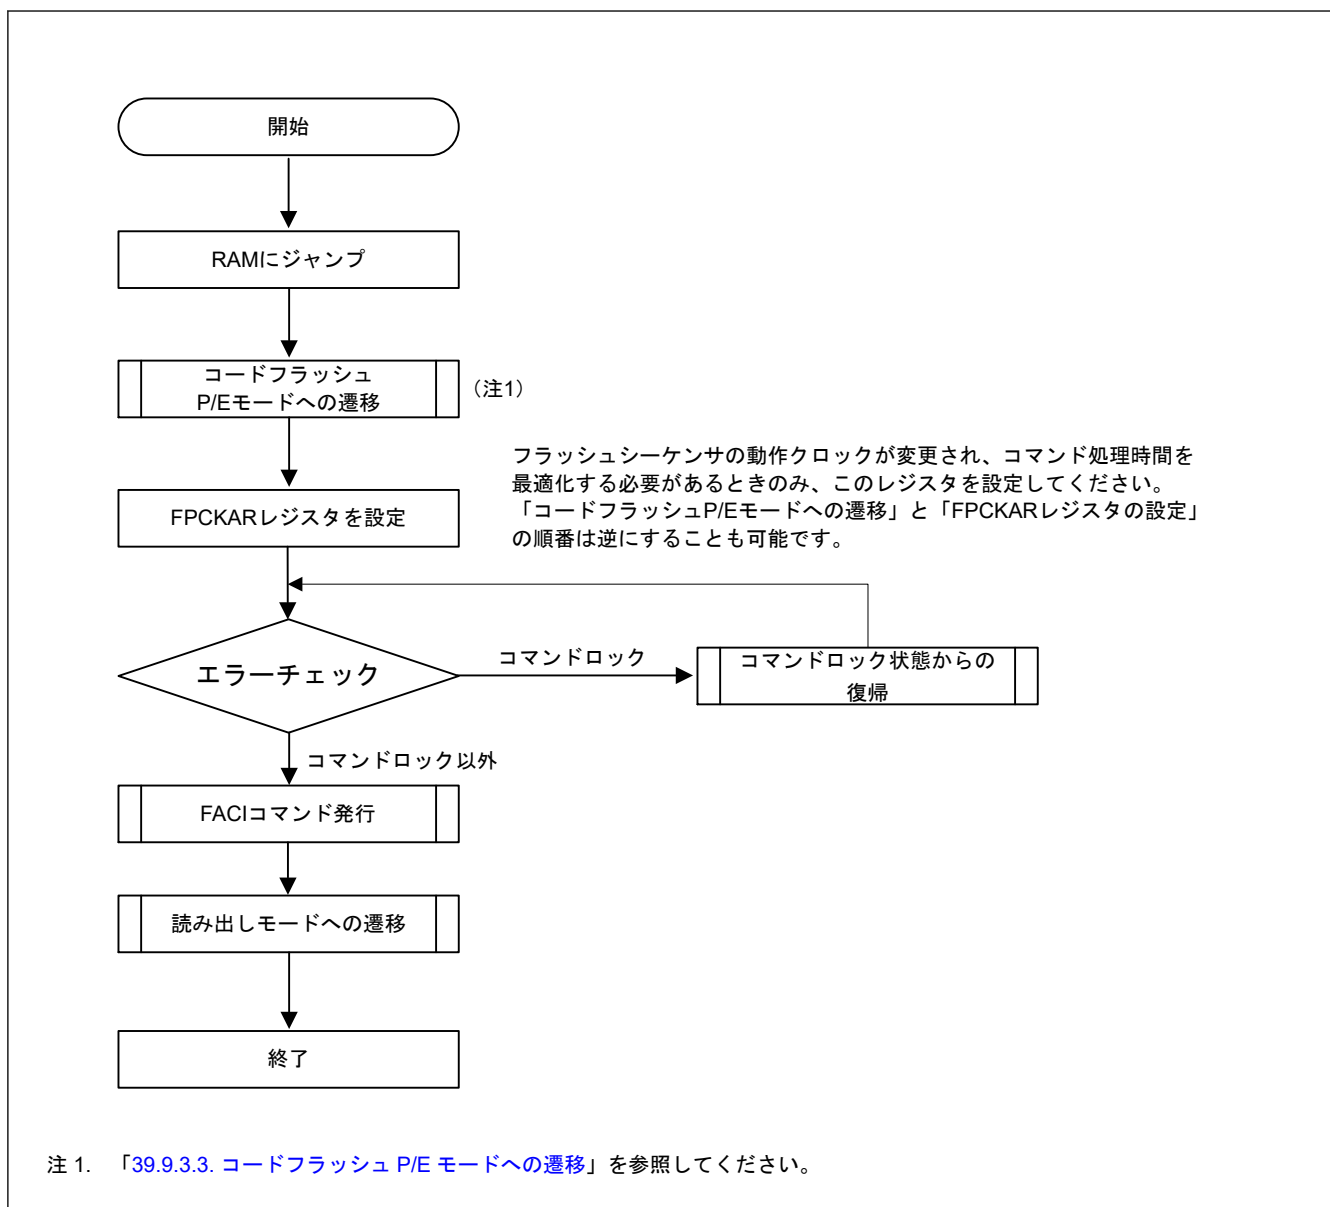 開始
RAMにジャンプ
コードフラッシュ
P/Eモードへの遷移
（注1）
フラッシュシーケンサの動作クロックが変更され、コマンド処理時間を
最適化する必要があるときのみ、このレジスタを設定してください。
「コードフラッシュP/Eモードへの遷移」と「FPCKARレジスタの設定」
の順番は逆にすることも可能です。
FPCKARレジスタを設定
エラーチェック
コマンドロック
コマンドロック状態からの
復帰
コマンドロック以外
FACIコマンド発行
読み出しモードへの遷移
終了
注 1. 「39.9.3.3. コードフラッシュ P/E モードへの遷移」を参照してください。